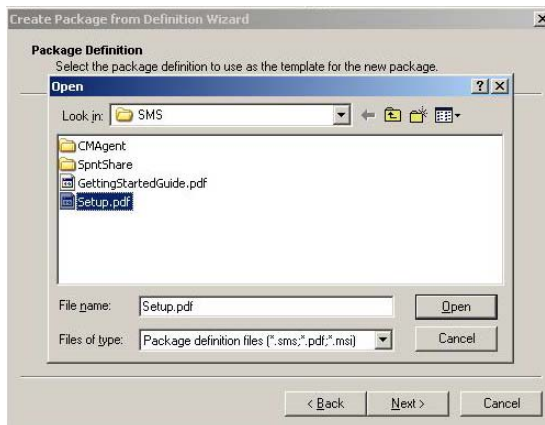 Create Package from Definition Wizard
Package Definition
Select the package definition to use as the template for the new package.
Open
Look in: SMS
CMAgent
SpntShare
GettingStartedGuide.pdf
Setup.pdf
File name: Setup.pdf Open
Files of type: Package definition files (*.sms;*.pdf;*.msi) Cancel
< Back Next > Cancel